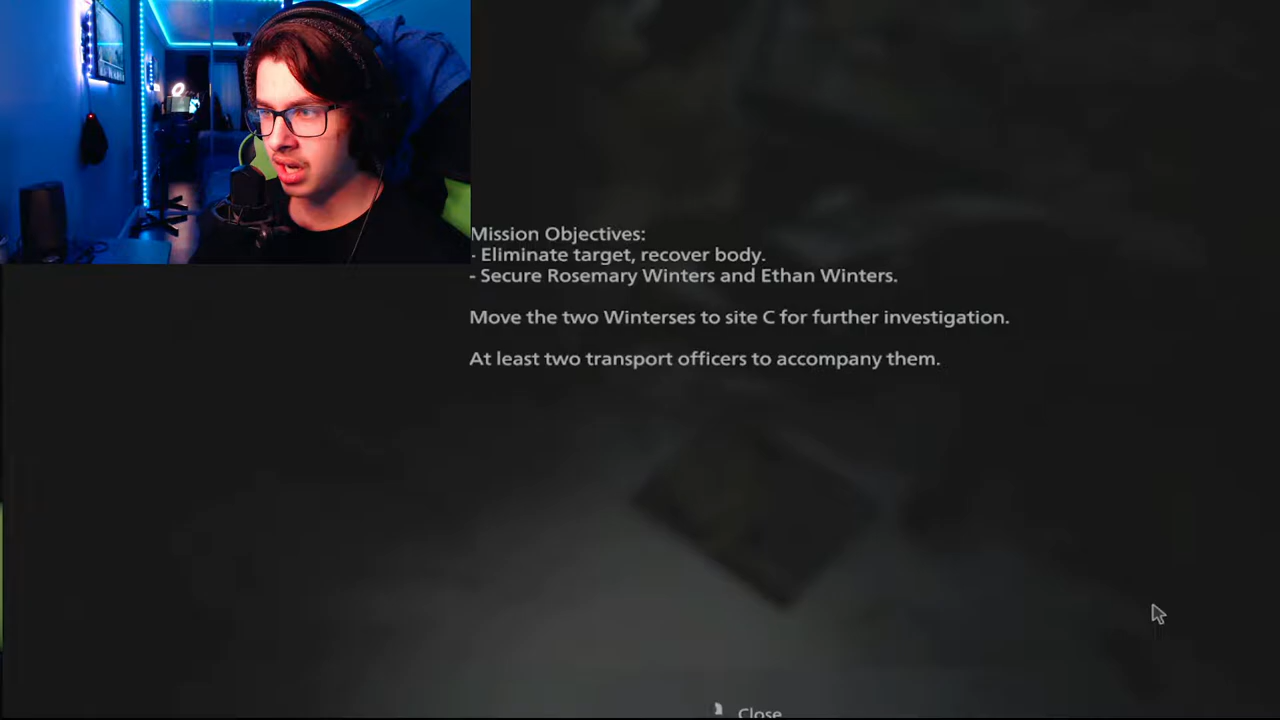 Mission Objectives:
- Eliminate target, recover body.
- Secure Rosemary Winters and Ethan Winters.
Move the two Winterses to site C for further investigation.
At least two transport officers to accompany them.
Close